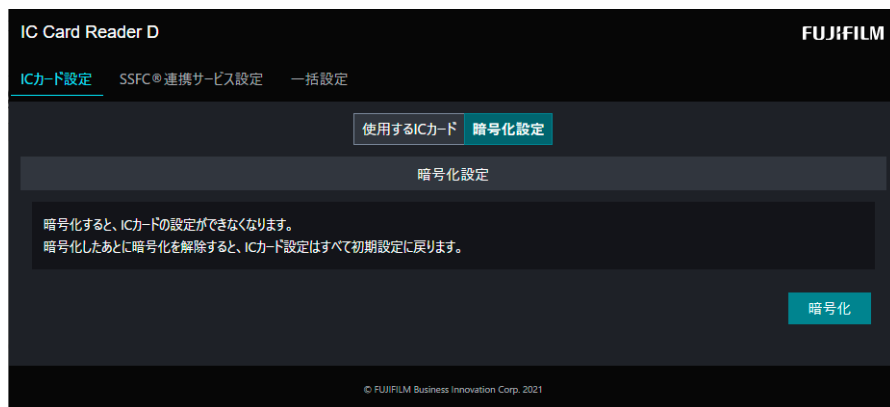 IC Card Reader D
FUJIFILM
ICカード設定 SSFC®連携サービス設定 一括設定
使用するICカード 暗号化設定
暗号化設定
暗号化すると、ICカードの設定ができなくなります。
暗号化したあとに暗号化を解除すると、ICカード設定はすべて初期設定に戻ります。
暗号化
© FUJIFILM Business Innovation Corp. 2021